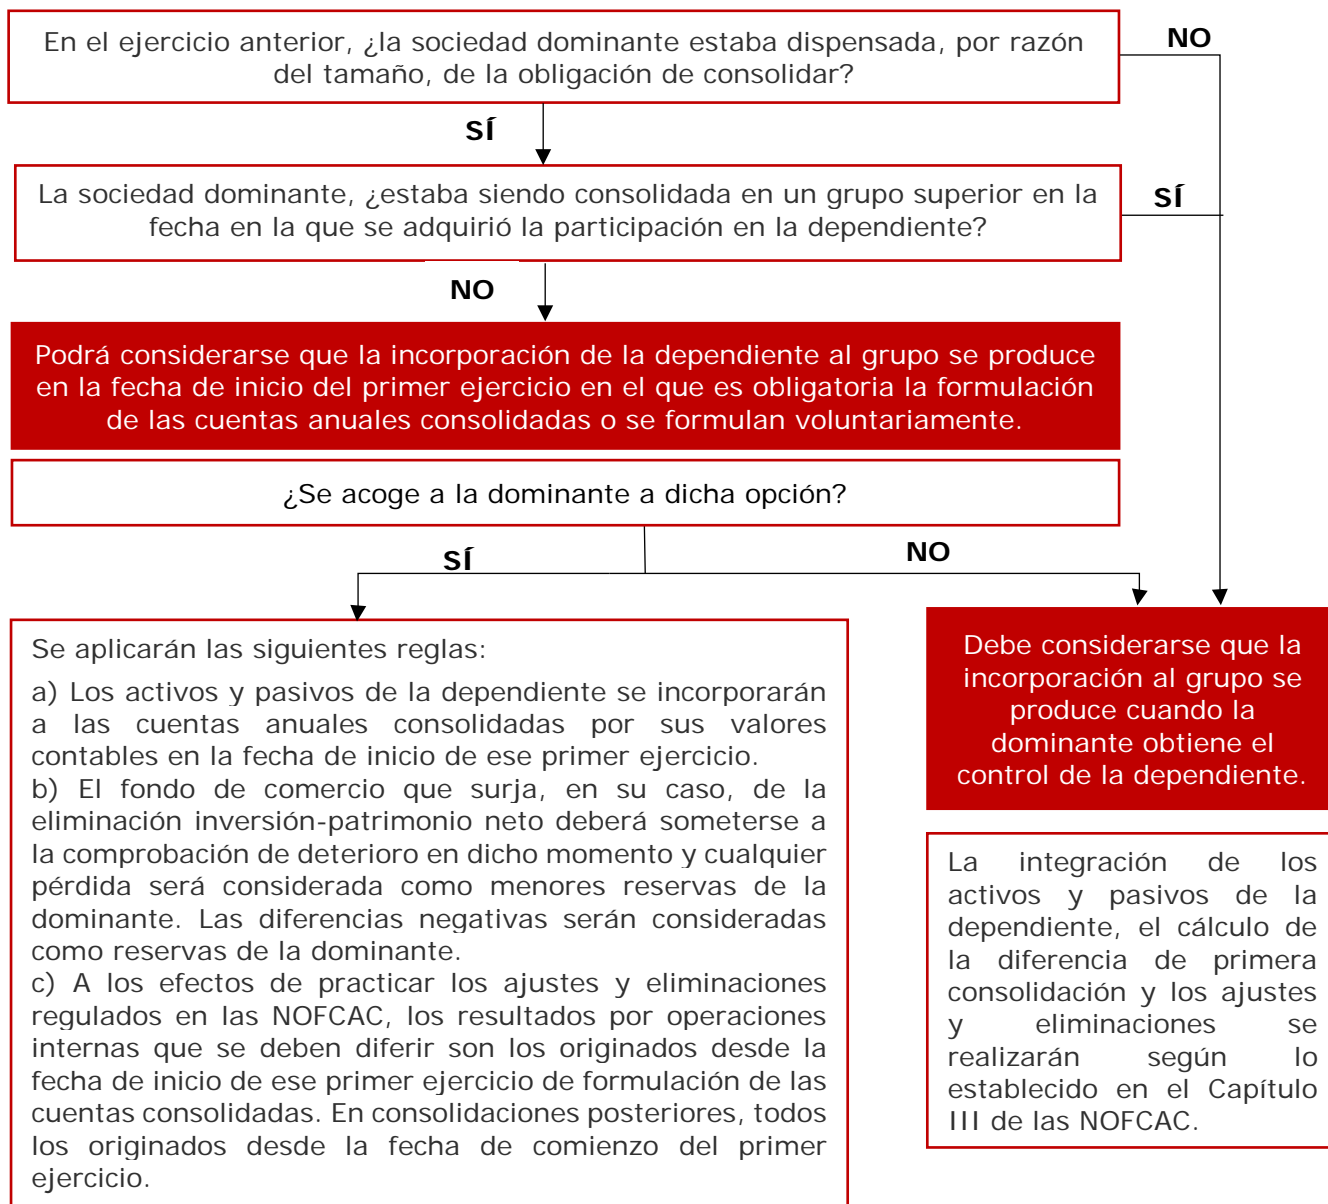 En el ejercicio anterior, ¿la sociedad dominante estaba dispensada, por razón
del tamaño, de la obligación de consolidar?
NO
SÍ
La sociedad dominante, ¿estaba siendo consolidada en un grupo superior en la
fecha en la que se adquirió la participación en la dependiente?
SÍ
NO
Podrá considerarse que la incorporación de la dependiente al grupo se produce
en la fecha de inicio del primer ejercicio en el que es obligatoria la formulación
de las cuentas anuales consolidadas o se formulan voluntariamente.
¿Se acoge a la dominante a dicha opción?
SÍ
NO
Se aplicarán las siguientes reglas:
a) Los activos y pasivos de la dependiente se incorporarán
a las cuentas anuales consolidadas por sus valores
contables en la fecha de inicio de ese primer ejercicio.
b) El fondo de comercio que surja, en su caso, de la
eliminación inversión-patrimonio neto deberá someterse a
la comprobación de deterioro en dicho momento y cualquier
pérdida será considerada como menores reservas de la
dominante. Las diferencias negativas serán consideradas
como reservas de la dominante.
c) A los efectos de practicar los ajustes y eliminaciones
regulados en las NOFCAC, los resultados por operaciones
internas que se deben diferir son los originados desde la
fecha de inicio de ese primer ejercicio de formulación de las
cuentas consolidadas. En consolidaciones posteriores, todos
los originados desde la fecha de comienzo del primer
ejercicio.
Debe considerarse que la
incorporación al grupo se
produce cuando la
dominante obtiene el
control de la dependiente.
La integración de los
activos y pasivos de la
dependiente, el cálculo de
la diferencia de primera
consolidación y los ajustes
y eliminaciones se
realizarán según lo
establecido en el Capítulo
III de las NOFCAC.